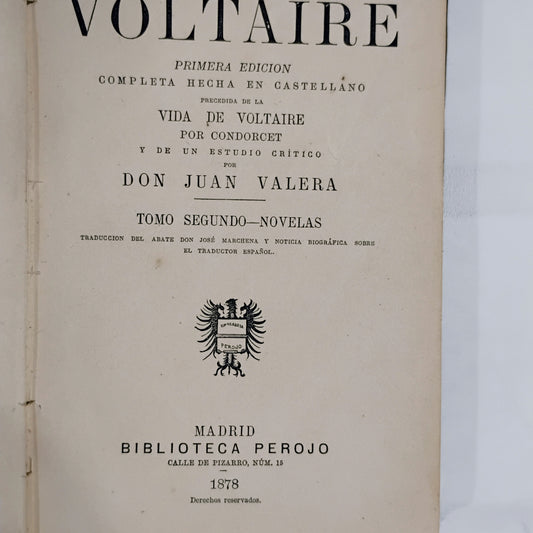 VOLTAIRE
PRIMERA EDICION
COMPLETA HECHA EN CASTELLANO
PRECEDIDA DE LA
VIDA DE VOLTAIRE
POR CONDORCET
Y DE UN ESTUDIO CRÍTICO
POR
DON JUAN VALERA
TOMO SEGUNDO—NOVELAS
TRADUCCION DEL ABATE DON JOSÉ MARCHENA Y NOTICIA BIOGRÁFICA SOBRE
EL TRADUCTOR ESPAÑOL.
PEROJO
MADRID
BIBLIOTECA PEROJO
CALLE DE PIZARRO, NÚM. 15
1878
Derechos reservados.